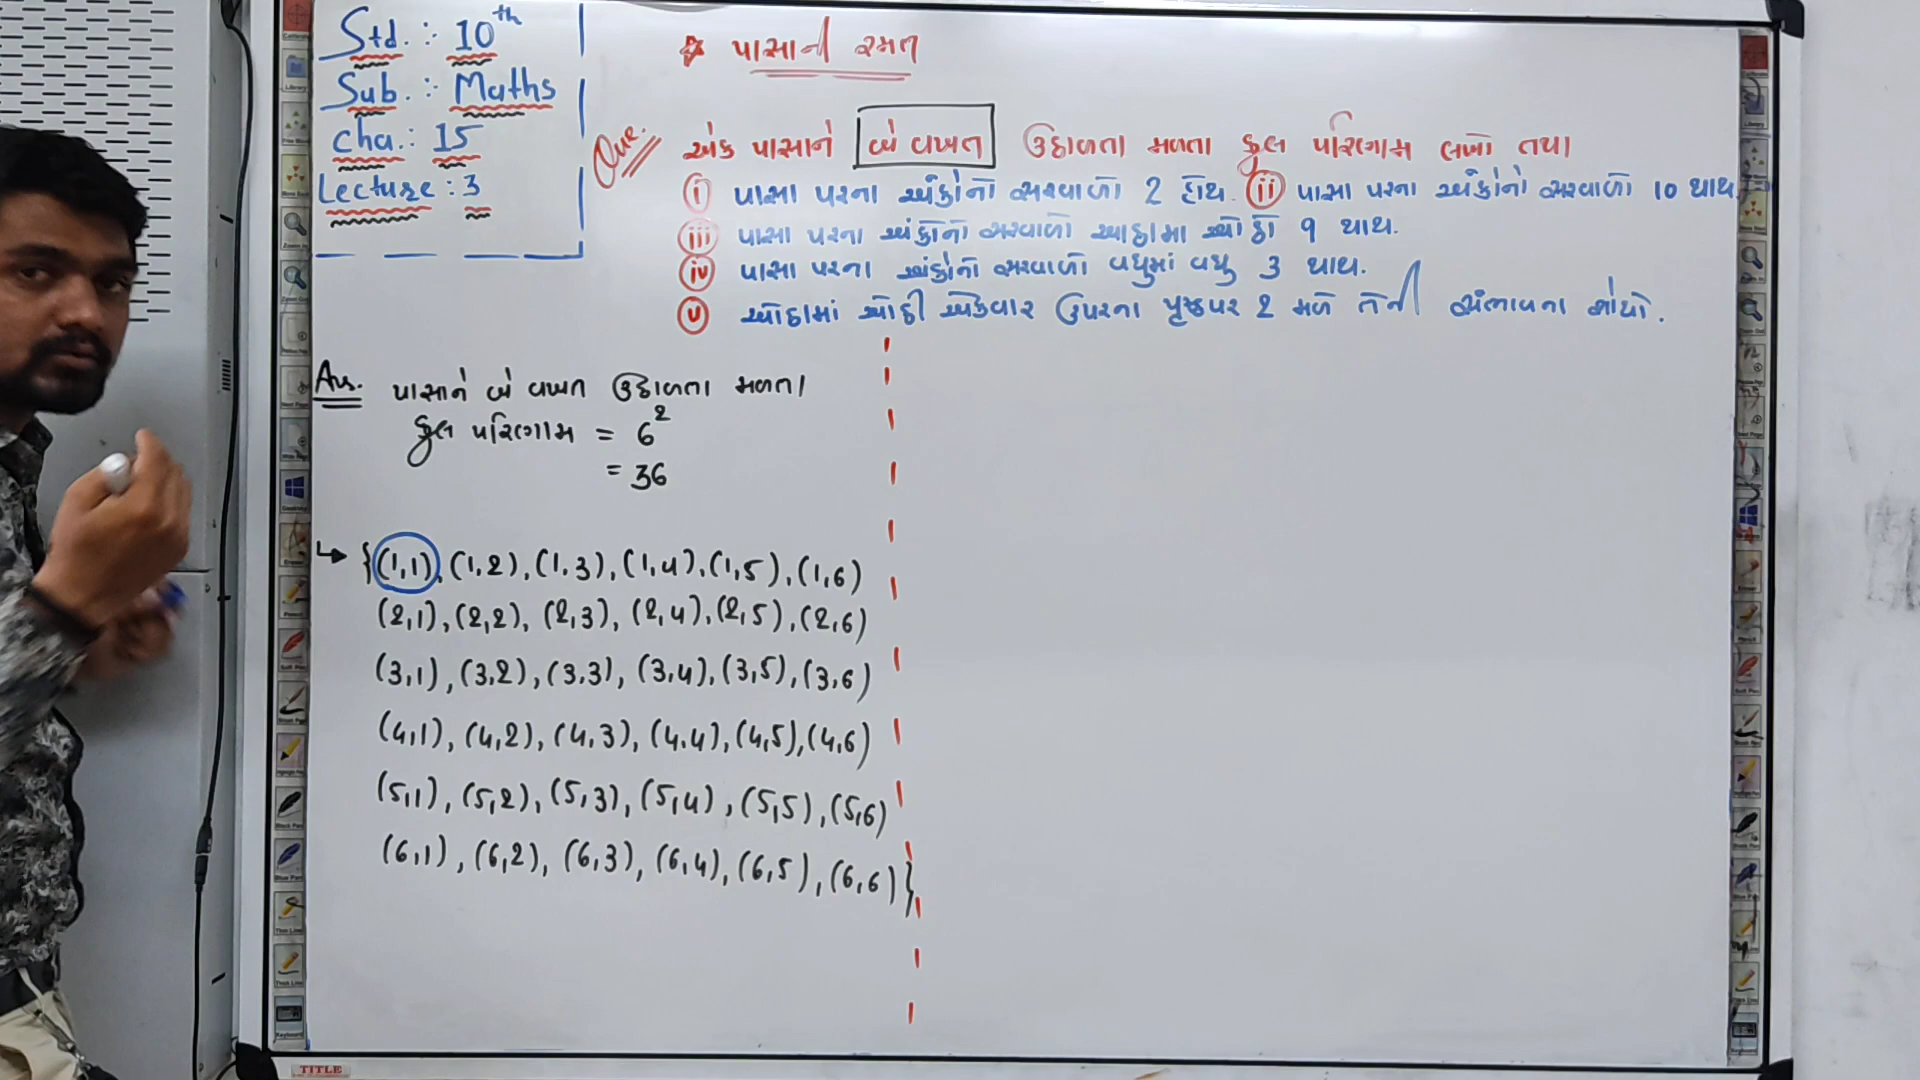 Std. : 10th
Sub. : Maths
cha. : 15
Lecture : 3
☆ પાસાની રમત
Que. એક પાસાને બે વખત ઉછાળતા મળતા કુલ પરિણામ લખો તથા
(i) પાસા પરના અંકોનો સરવાળો 2 હોય. (ii) પાસા પરના અંકોનો સરવાળો 10 થાય.
(iii) પાસા પરના અંકોનો સરવાળો ઓછામા ઓછો 9 થાય.
(iv) પાસા પરના અંકોનો સરવાળો વધુમાં વધુ 3 થાય.
(v) ઓછામાં ઓછી એકવાર ઉપરના પૃષ્ઠપર 2 મળે તેની સંભાવના શોધો.
Ans. પાસાને બે વખત ઉછાળતા મળતા
કુલ પરિણામ = 6²
= 36
↳ {(1,1), (1,2), (1,3), (1,4), (1,5), (1,6)
(2,1), (2,2), (2,3), (2,4), (2,5), (2,6)
(3,1), (3,2), (3,3), (3,4), (3,5), (3,6)
(4,1), (4,2), (4,3), (4,4), (4,5), (4,6)
(5,1), (5,2), (5,3), (5,4), (5,5), (5,6)
(6,1), (6,2), (6,3), (6,4), (6,5), (6,6)}
TITLE